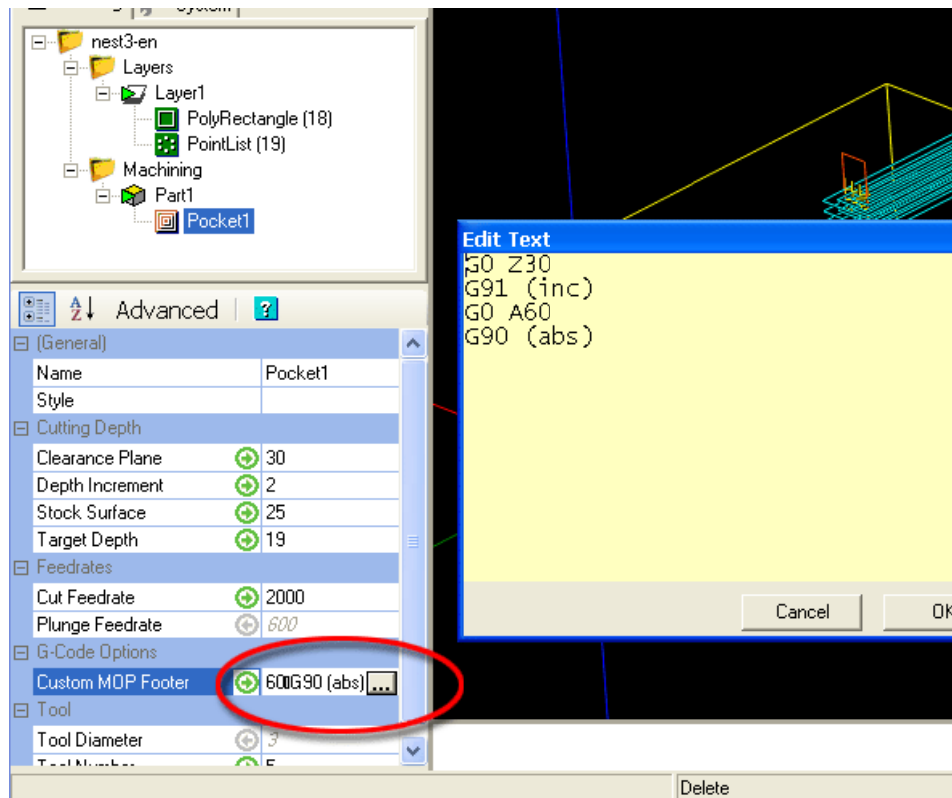 nest3-en
Layers
Layer1
PolyRectangle (18)
PointList (19)
Machining
Part1
Pocket1
Advanced
(General)
Name Pocket1
Style
Cutting Depth
Clearance Plane 30
Depth Increment 2
Stock Surface 25
Target Depth 19
Feedrates
Cut Feedrate 2000
Plunge Feedrate 600
G-Code Options
Custom MOP Footer 60▯▯G90 (abs) ...
Tool
Tool Diameter 3
Edit Text
G0 Z30
G91 (inc)
G0 A60
G90 (abs)
Cancel
OK
Delete